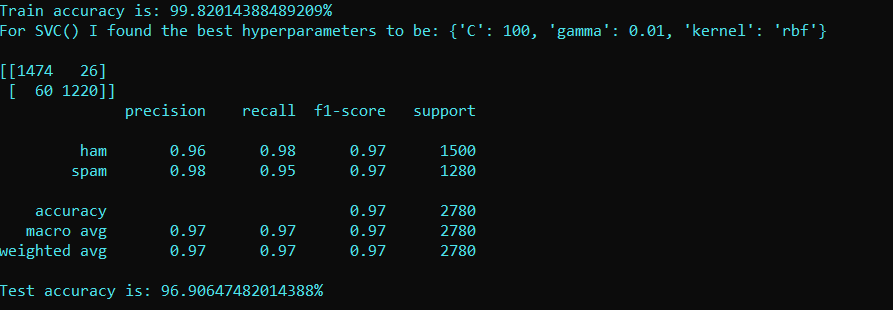 Train accuracy is: 99.82014388489209%
For SVC() I found the best hyperparameters to be: {'C': 100, 'gamma': 0.01, 'kernel': 'rbf'}
[[1474 26]
[ 60 1220]]
precision recall f1-score support
ham 0.96 0.98 0.97 1500
spam 0.98 0.95 0.97 1280
accuracy 0.97 2780
macro avg 0.97 0.97 0.97 2780
weighted avg 0.97 0.97 0.97 2780
Test accuracy is: 96.90647482014388%